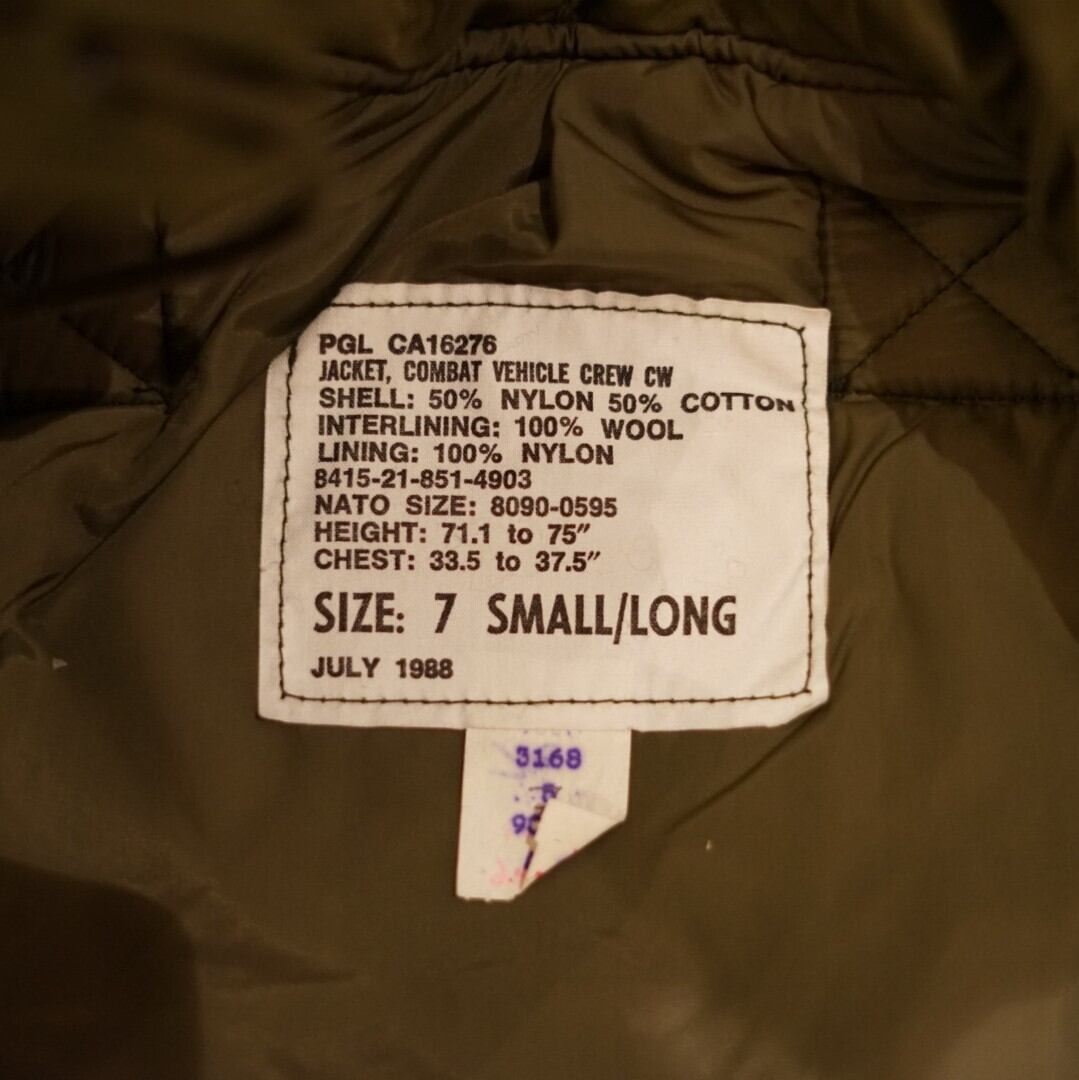 PGL CA16276
JACKET, COMBAT VEHICLE CREW CW
SHELL: 50% NYLON 50% COTTON
INTERLINING: 100% WOOL
LINING: 100% NYLON
8415-21-851-4903
NATO SIZE: 8090-0595
HEIGHT: 71.1 to 75"
CHEST: 33.5 to 37.5"
SIZE: 7 SMALL/LONG
JULY 1988
3168